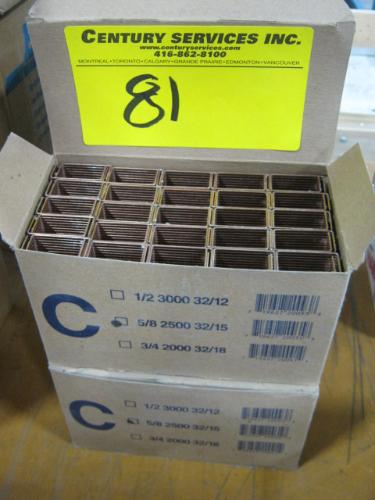 CENTURY SERVICES INC.
www.centuryservices.com
416-862-8100
MONTREAL•TORONTO•CALGARY•GRANDE PRAIRIE•EDMONTON•VANCOUVER
81
C
1/2 3000 32/12
5/8 2500 32/15
3/4 2000 32/18
C
1/2 3000 32/12
5/8 2500 32/15
3/4 2000 32/18